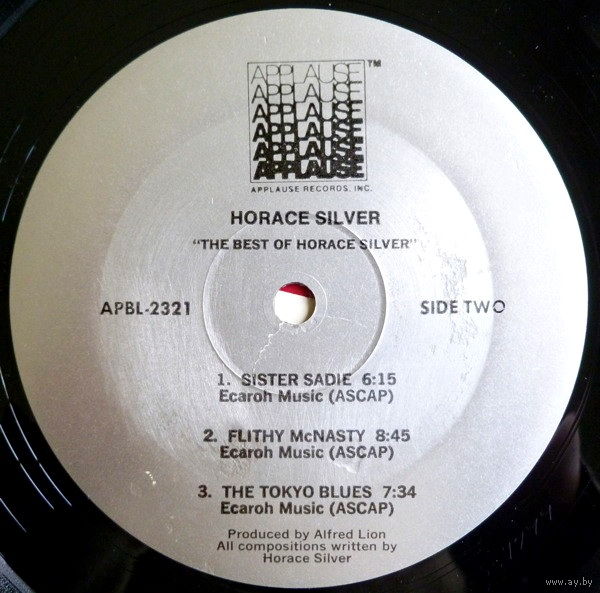 APPLAUSE TM
APPLAUSE
APPLAUSE
APPLAUSE
APPLAUSE
APPLAUSE
APPLAUSE
APPLAUSE RECORDS, INC.
HORACE SILVER
"THE BEST OF HORACE SILVER"
APBL-2321 SIDE TWO
1. SISTER SADIE 6:15
Ecaroh Music (ASCAP)
2. FLITHY McNASTY 8:45
Ecaroh Music (ASCAP)
3. THE TOKYO BLUES 7:34
Ecaroh Music (ASCAP)
Produced by Alfred Lion
All compositions written by
Horace Silver
www.ay.by